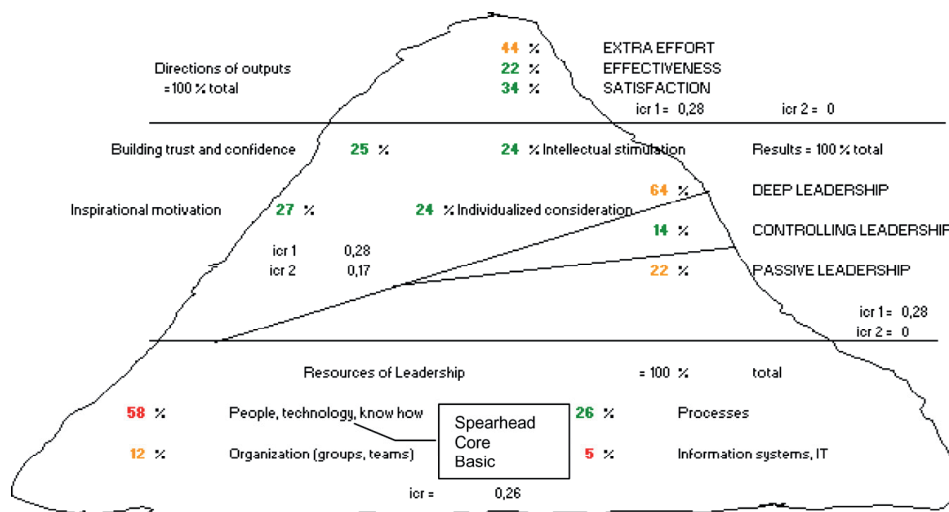 44 % EXTRA EFFORT
Directions of outputs 22 % EFFECTIVENESS
=100 % total 34 % SATISFACTION
icr 1 = 0,28 icr 2 = 0
Building trust and confidence 25 % 24 % Intellectual stimulation Results = 100 % total
64 % DEEP LEADERSHIP
Inspirational motivation 27 % 24 % Individualized consideration
14 % CONTROLLING LEADERSHIP
icr 1 0,28
icr 2 0,17 22 % PASSIVE LEADERSHIP
icr 1 = 0,28
icr 2 = 0
Resources of Leadership = 100 % total
58 % People, technology, know how 26 % Processes
Spearhead
Core
Basic
12 % Organization (groups, teams) 5 % Information systems, IT
icr = 0,26